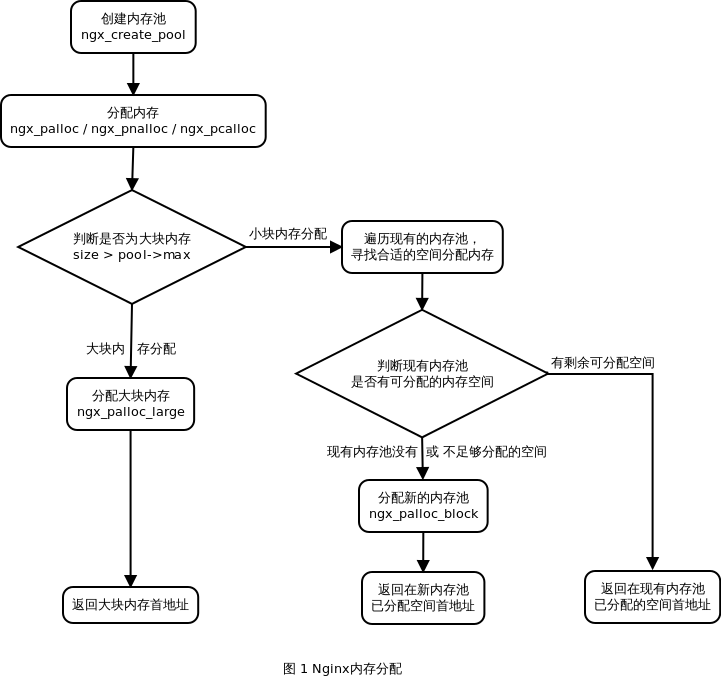 创建内存池
ngx_create_pool
分配内存
ngx_palloc / ngx_pnalloc / ngx_pcalloc
判断是否为大块内存
size > pool->max
小块内存分配
遍历现有的内存池，
寻找合适的空间分配内存
大块内 存分配
判断现有内存池
是否有可分配的内存空间
有剩余可分配空间
分配大块内存
ngx_palloc_large
现有内存池没有 或 不足够分配的空间
分配新的内存池
ngx_palloc_block
返回大块内存首地址
返回在新内存池
已分配空间首地址
返回在现有内存池
已分配的空间首地址
图 1 Nginx内存分配